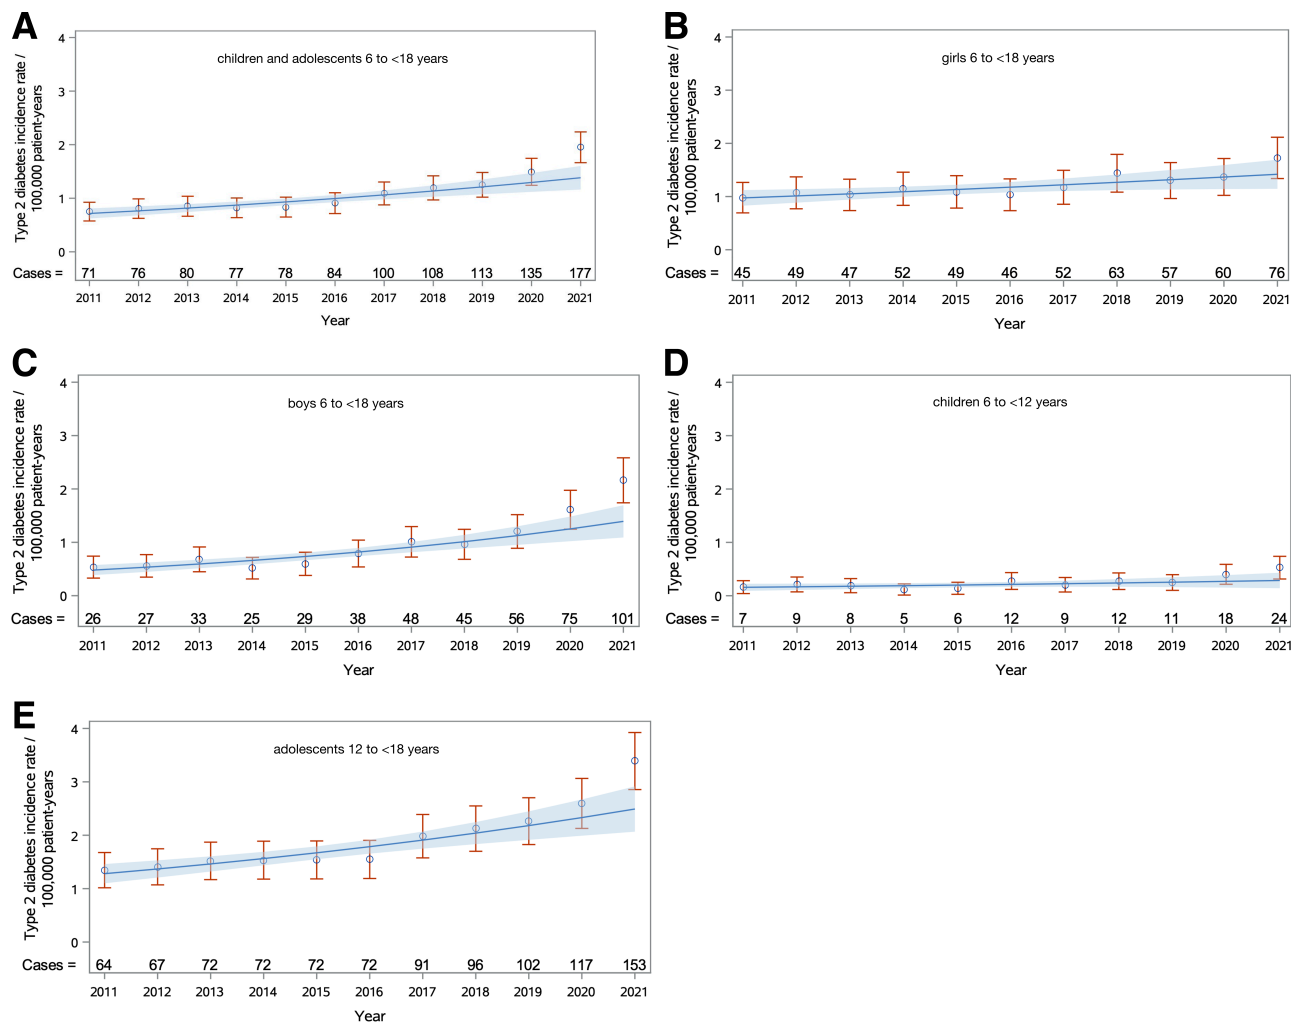 A
Type 2 diabetes incidence rate /
100,000 patient-years
children and adolescents 6 to <18 years
4
3
2
1
0
Cases = 71 76 80 77 78 84 100 108 113 135 177
2011 2012 2013 2014 2015 2016 2017 2018 2019 2020 2021
Year
B
Type 2 diabetes incidence rate /
100,000 patient-years
girls 6 to <18 years
4
3
2
1
0
Cases = 45 49 47 52 49 46 52 63 57 60 76
2011 2012 2013 2014 2015 2016 2017 2018 2019 2020 2021
Year
C
Type 2 diabetes incidence rate /
100,000 patient-years
boys 6 to <18 years
4
3
2
1
0
Cases = 26 27 33 25 29 38 48 45 56 75 101
2011 2012 2013 2014 2015 2016 2017 2018 2019 2020 2021
Year
D
Type 2 diabetes incidence rate /
100,000 patient-years
children 6 to <12 years
4
3
2
1
0
Cases = 7 9 8 5 6 12 9 12 11 18 24
2011 2012 2013 2014 2015 2016 2017 2018 2019 2020 2021
Year
E
Type 2 diabetes incidence rate /
100,000 patient-years
adolescents 12 to <18 years
4
3
2
1
0
Cases = 64 67 72 72 72 72 91 96 102 117 153
2011 2012 2013 2014 2015 2016 2017 2018 2019 2020 2021
Year